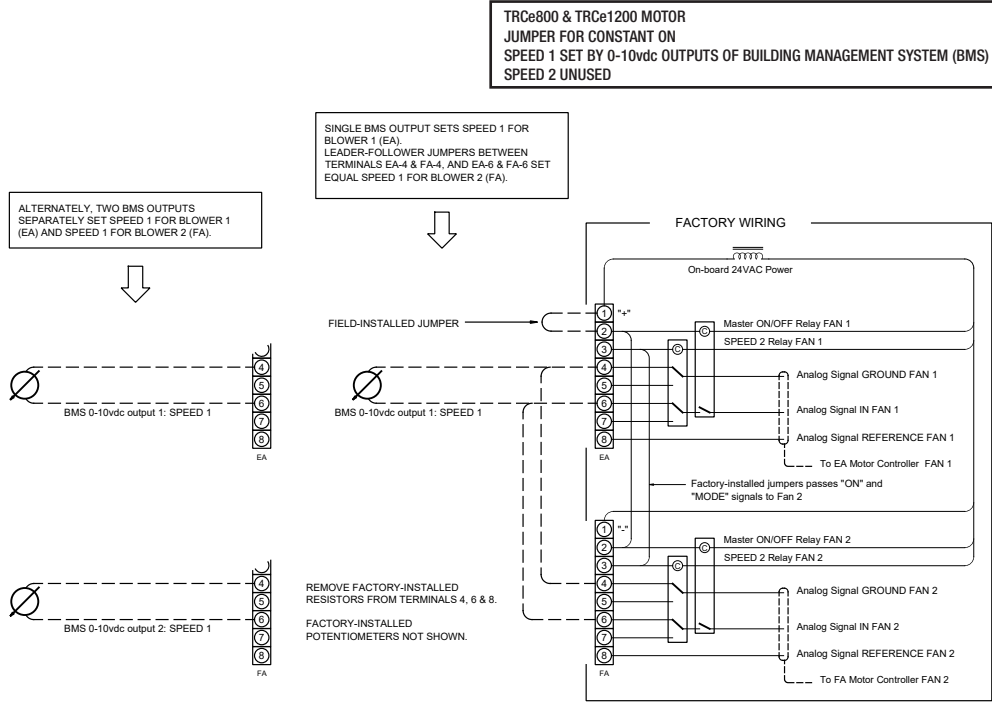 TRCe800 & TRCe1200 MOTOR
JUMPER FOR CONSTANT ON
SPEED 1 SET BY 0-10vdc OUTPUTS OF BUILDING MANAGEMENT SYSTEM (BMS)
SPEED 2 UNUSED
SINGLE BMS OUTPUT SETS SPEED 1 FOR
BLOWER 1 (EA).
LEADER-FOLLOWER JUMPERS BETWEEN
TERMINALS EA-4 & FA-4, AND EA-6 & FA-6 SET
EQUAL SPEED 1 FOR BLOWER 2 (FA).
ALTERNATELY, TWO BMS OUTPUTS
SEPARATELY SET SPEED 1 FOR BLOWER 1
(EA) AND SPEED 1 FOR BLOWER 2 (FA).
FACTORY WIRING
On-board 24VAC Power
FIELD-INSTALLED JUMPER
1 "+"
2
3
4
5
6
7
8
EA
C
C
Master ON/OFF Relay FAN 1
SPEED 2 Relay FAN 1
Analog Signal GROUND FAN 1
Analog Signal IN FAN 1
Analog Signal REFERENCE FAN 1
To EA Motor Controller FAN 1
4
5
6
7
8
EA
BMS 0-10vdc output 1: SPEED 1
BMS 0-10vdc output 1: SPEED 1
Factory-installed jumpers passes "ON" and
"MODE" signals to Fan 2
1 "-"
2
3
4
5
6
7
8
FA
C
C
Master ON/OFF Relay FAN 2
SPEED 2 Relay FAN 2
Analog Signal GROUND FAN 2
Analog Signal IN FAN 2
Analog Signal REFERENCE FAN 2
To FA Motor Controller FAN 2
4
5
6
7
8
FA
BMS 0-10vdc output 2: SPEED 1
REMOVE FACTORY-INSTALLED
RESISTORS FROM TERMINALS 4, 6 & 8.
FACTORY-INSTALLED
POTENTIOMETERS NOT SHOWN.